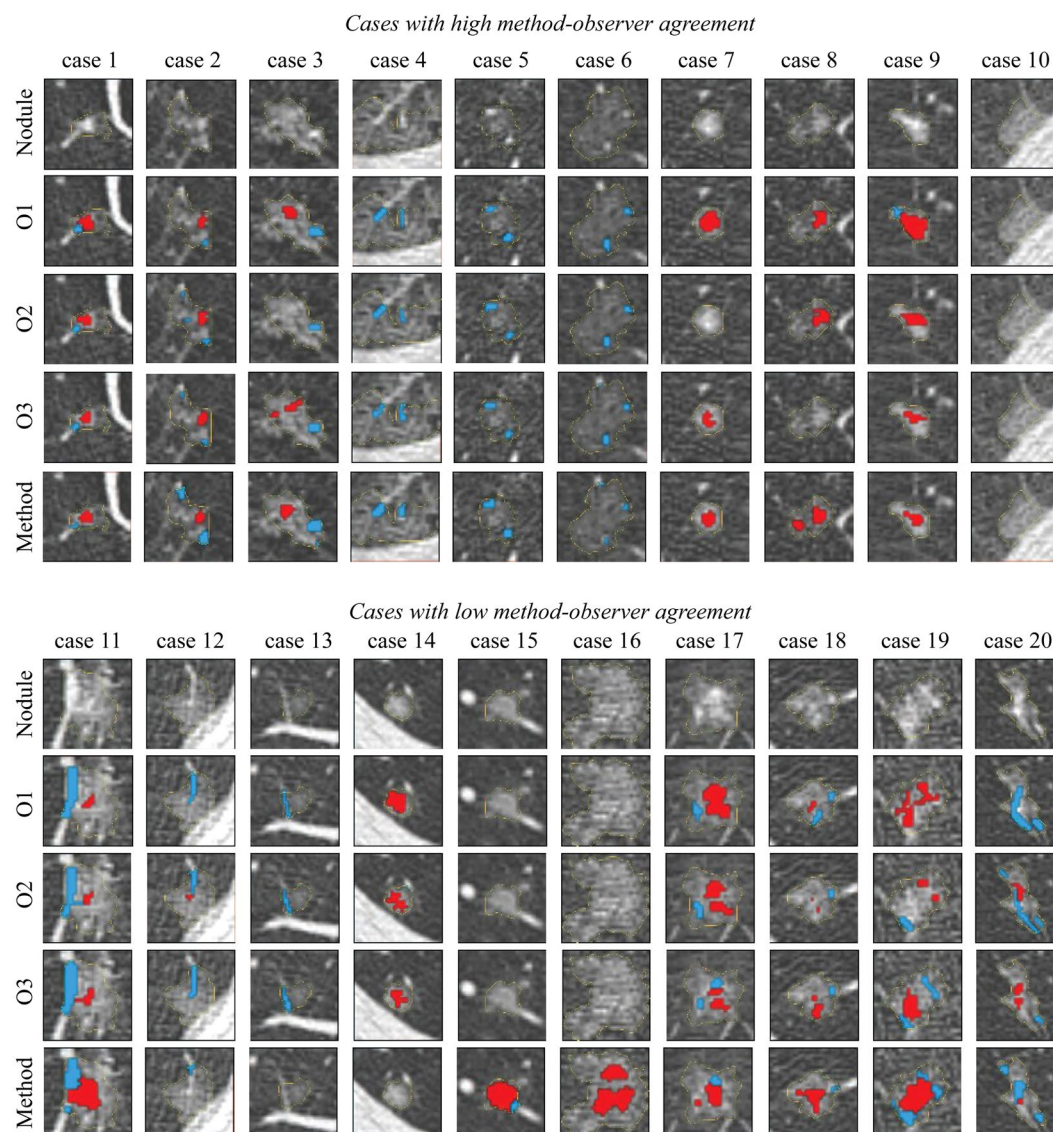 Cases with high method-observer agreement
case 1 case 2 case 3 case 4 case 5 case 6 case 7 case 8 case 9 case 10
Nodule
O1
O2
O3
Method
Cases with low method-observer agreement
case 11 case 12 case 13 case 14 case 15 case 16 case 17 case 18 case 19 case 20
Nodule
O1
O2
O3
Method